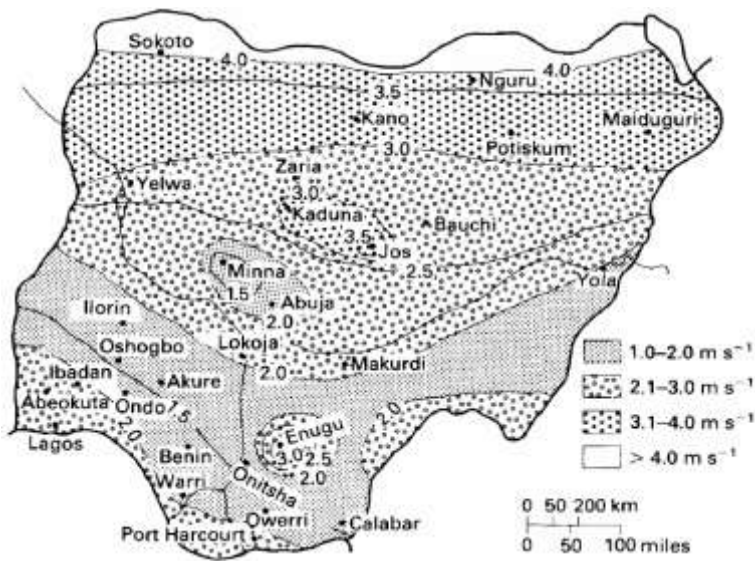 Sokoto
4.0
Nguru
4.0
3.5
Kano
Potiskum
Maiduguri
3.0
Zaria
Yelwa
3.0
Kaduna
Bauchi
3.5
Jos
2.5
Minna
1.5
Abuja
2.0
Yola
Ilorin
Lokoja
Oshogbo
2.0
Makurdi
1.0–2.0 m s⁻¹
Ibadan
Akure
2.1–3.0 m s⁻¹
Abeokuta
Ondo
1.5
2.0
3.1–4.0 m s⁻¹
Lagos
2.0
Enugu
Benin
3.0
2.5
> 4.0 m s⁻¹
Onitsha
2.0
Warri
0 50 200 km
Owerri
Calabar
Port Harcourt
0 50 100 miles